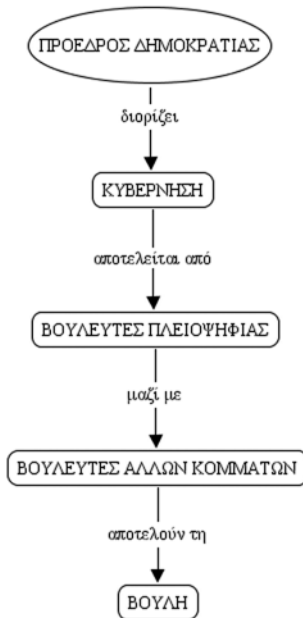 ΠΡΟΕΔΡΟΣ ΔΗΜΟΚΡΑΤΙΑΣ
διορίζει
ΚΥΒΕΡΝΗΣΗ
αποτελείται από
ΒΟΥΛΕΥΤΕΣ ΠΛΕΙΟΨΗΦΙΑΣ
μαζί με
ΒΟΥΛΕΥΤΕΣ ΑΛΛΩΝ ΚΟΜΜΑΤΩΝ
αποτελούν τη
ΒΟΥΛΗ